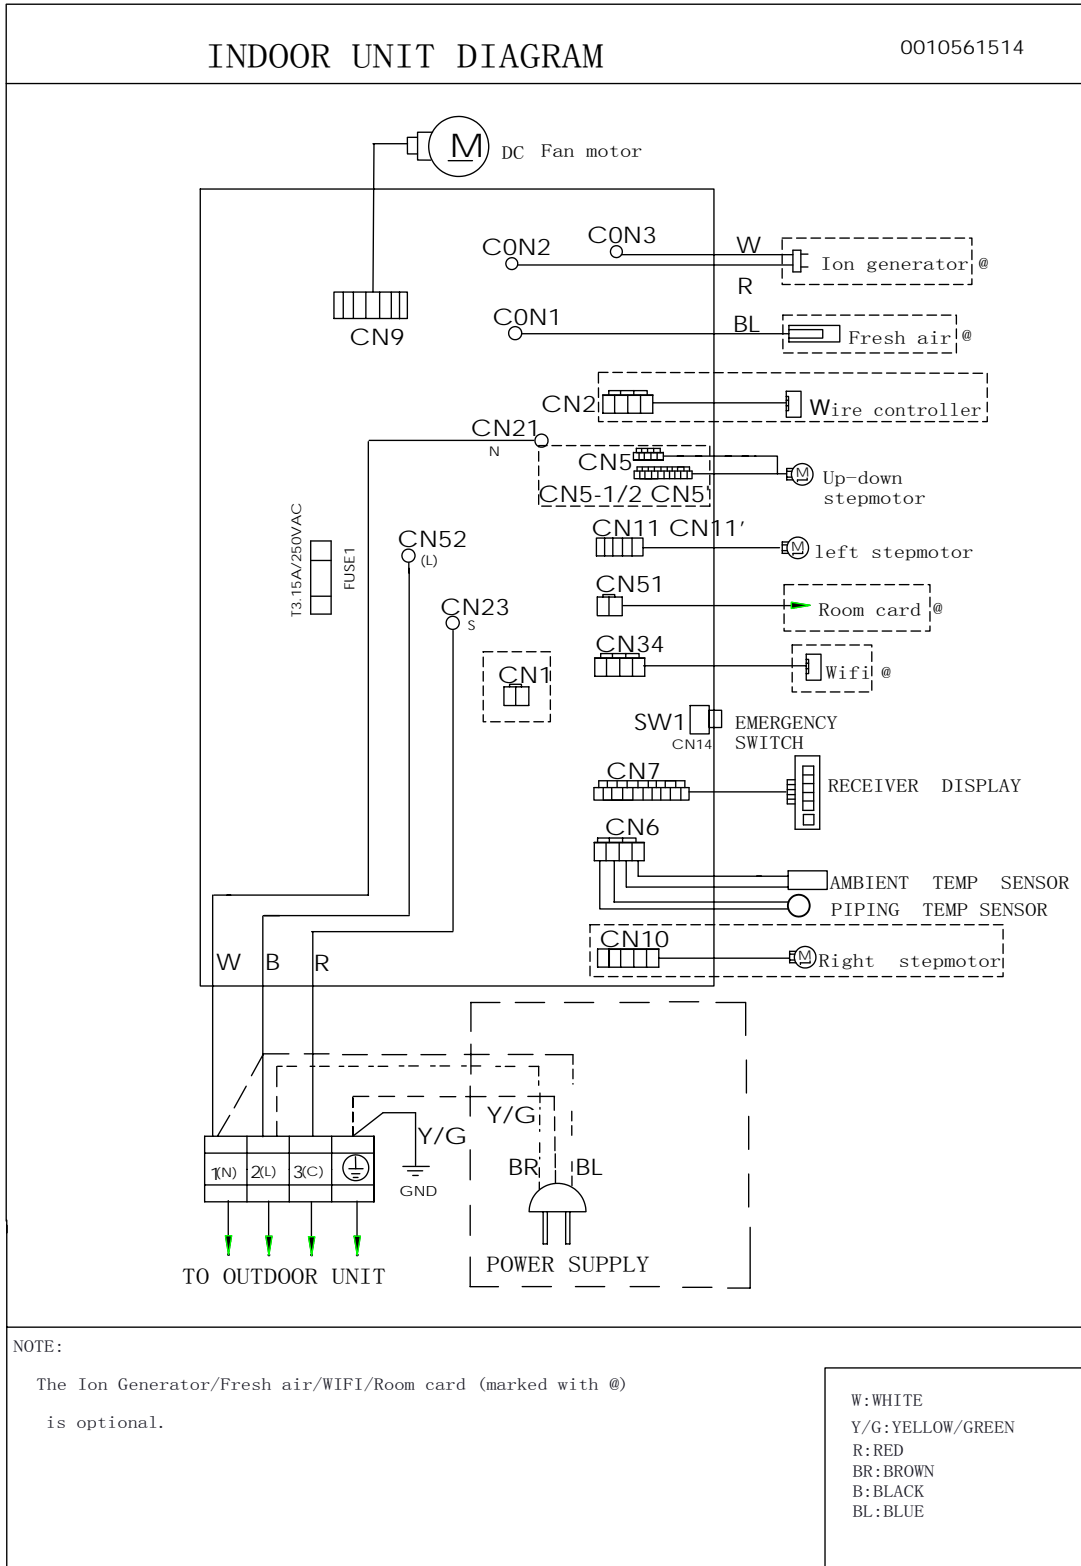 INDOOR UNIT DIAGRAM
0010561514
M
DC Fan motor
CN9
C0N2
C0N3
W
R
Ion generator @
C0N1
BL
Fresh air @
CN2
Wire controller
CN21
N
CN5
CN5-1/2 CN5'
M
Up-down
stepmotor
CN11 CN11'
M
left stepmotor
T3.15A/250VAC
FUSE1
CN52
(L)
CN51
Room card @
CN23
S
CN34
Wifi @
CN1
SW1
CN14
EMERGENCY
SWITCH
CN7
RECEIVER DISPLAY
CN6
AMBIENT TEMP SENSOR
PIPING TEMP SENSOR
CN10
M
Right stepmotor
W
B
R
Y/G
Y/G
BR
BL
1(N)
2(L)
3(C)
GND
TO OUTDOOR UNIT
POWER SUPPLY
NOTE:
The Ion Generator/Fresh air/WIFI/Room card (marked with @)
is optional.
W:WHITE
Y/G:YELLOW/GREEN
R:RED
BR:BROWN
B:BLACK
BL:BLUE